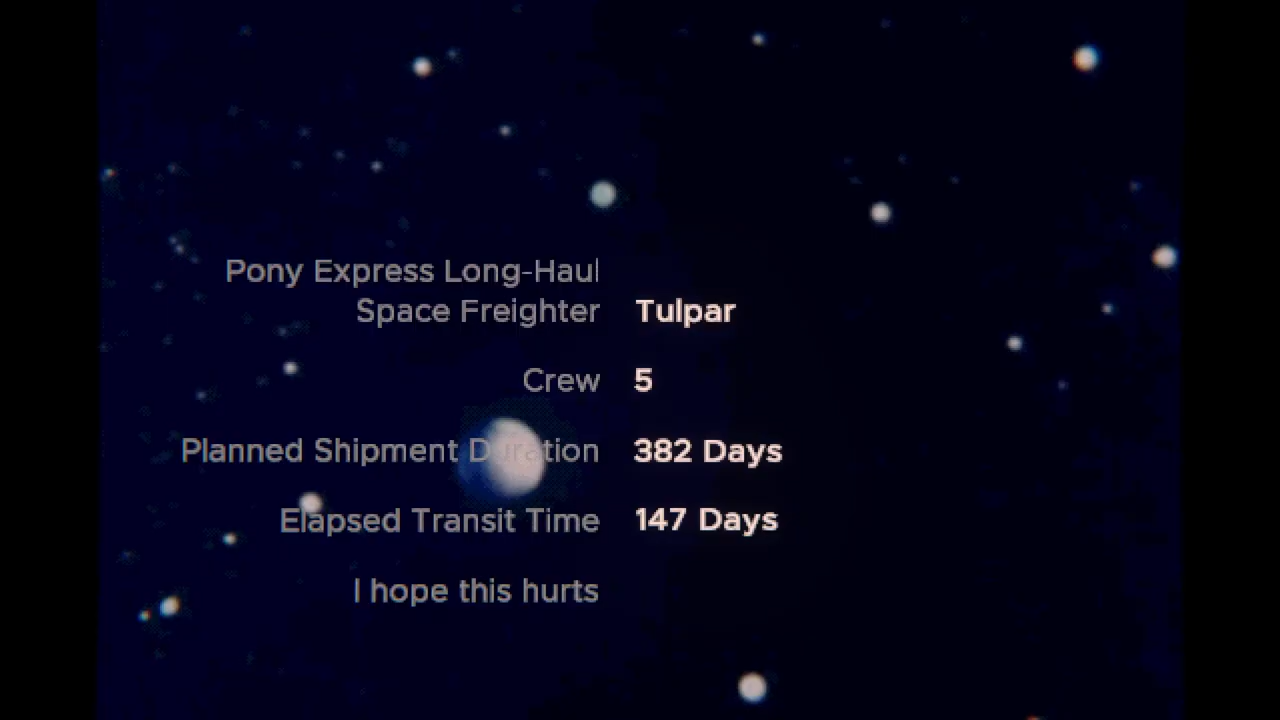 Pony Express Long-Haul
Space Freighter Tulpar
Crew 5
Planned Shipment Duration 382 Days
Elapsed Transit Time 147 Days
I hope this hurts